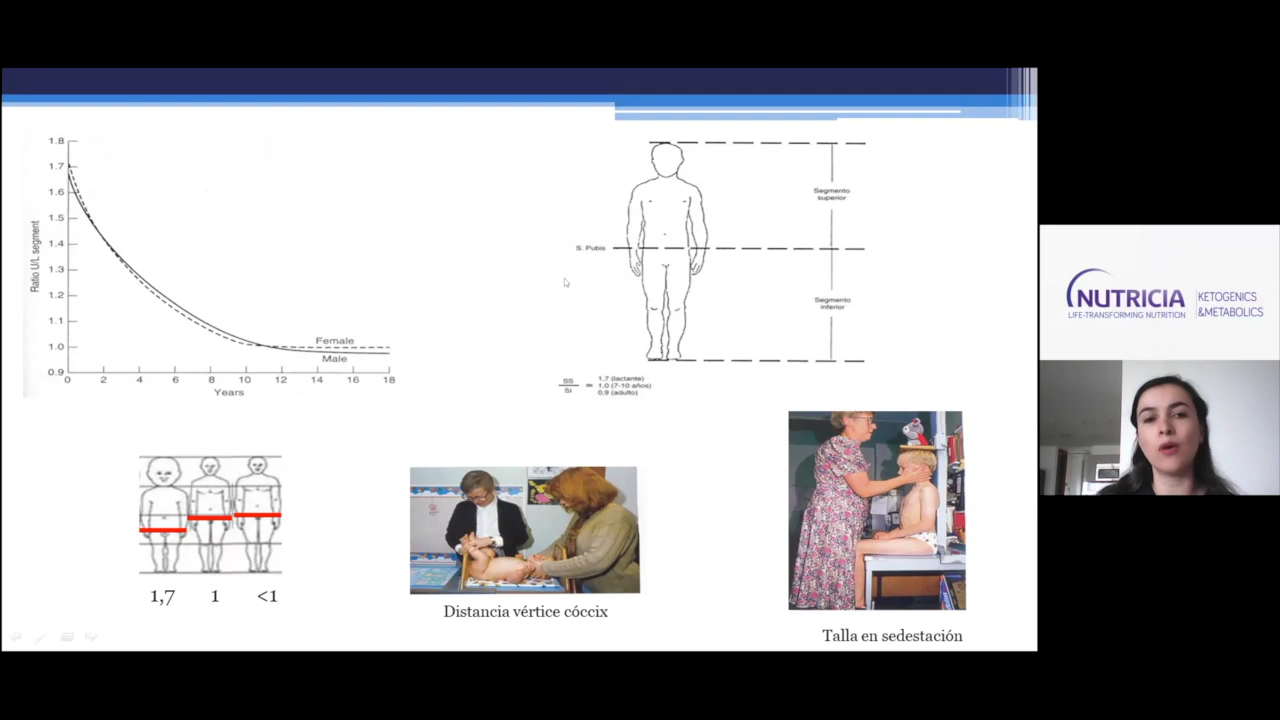 1.8
1.7
1.6
1.5
1.4
1.3
1.2
1.1
1.0
0.9
Ratio U/L segment
0 2 4 6 8 10 12 14 16 18
Years
Female
Male
Segmento
superior
S. Pubis
Segmento
inferior
SS
SI
= 1,7 (lactante)
1,0 (7-10 años)
0,9 (adulto)
1,7 1 <1
Distancia vértice cóccix
Talla en sedestación
NUTRICIA
LIFE-TRANSFORMING NUTRITION
KETOGENICS
&METABOLICS